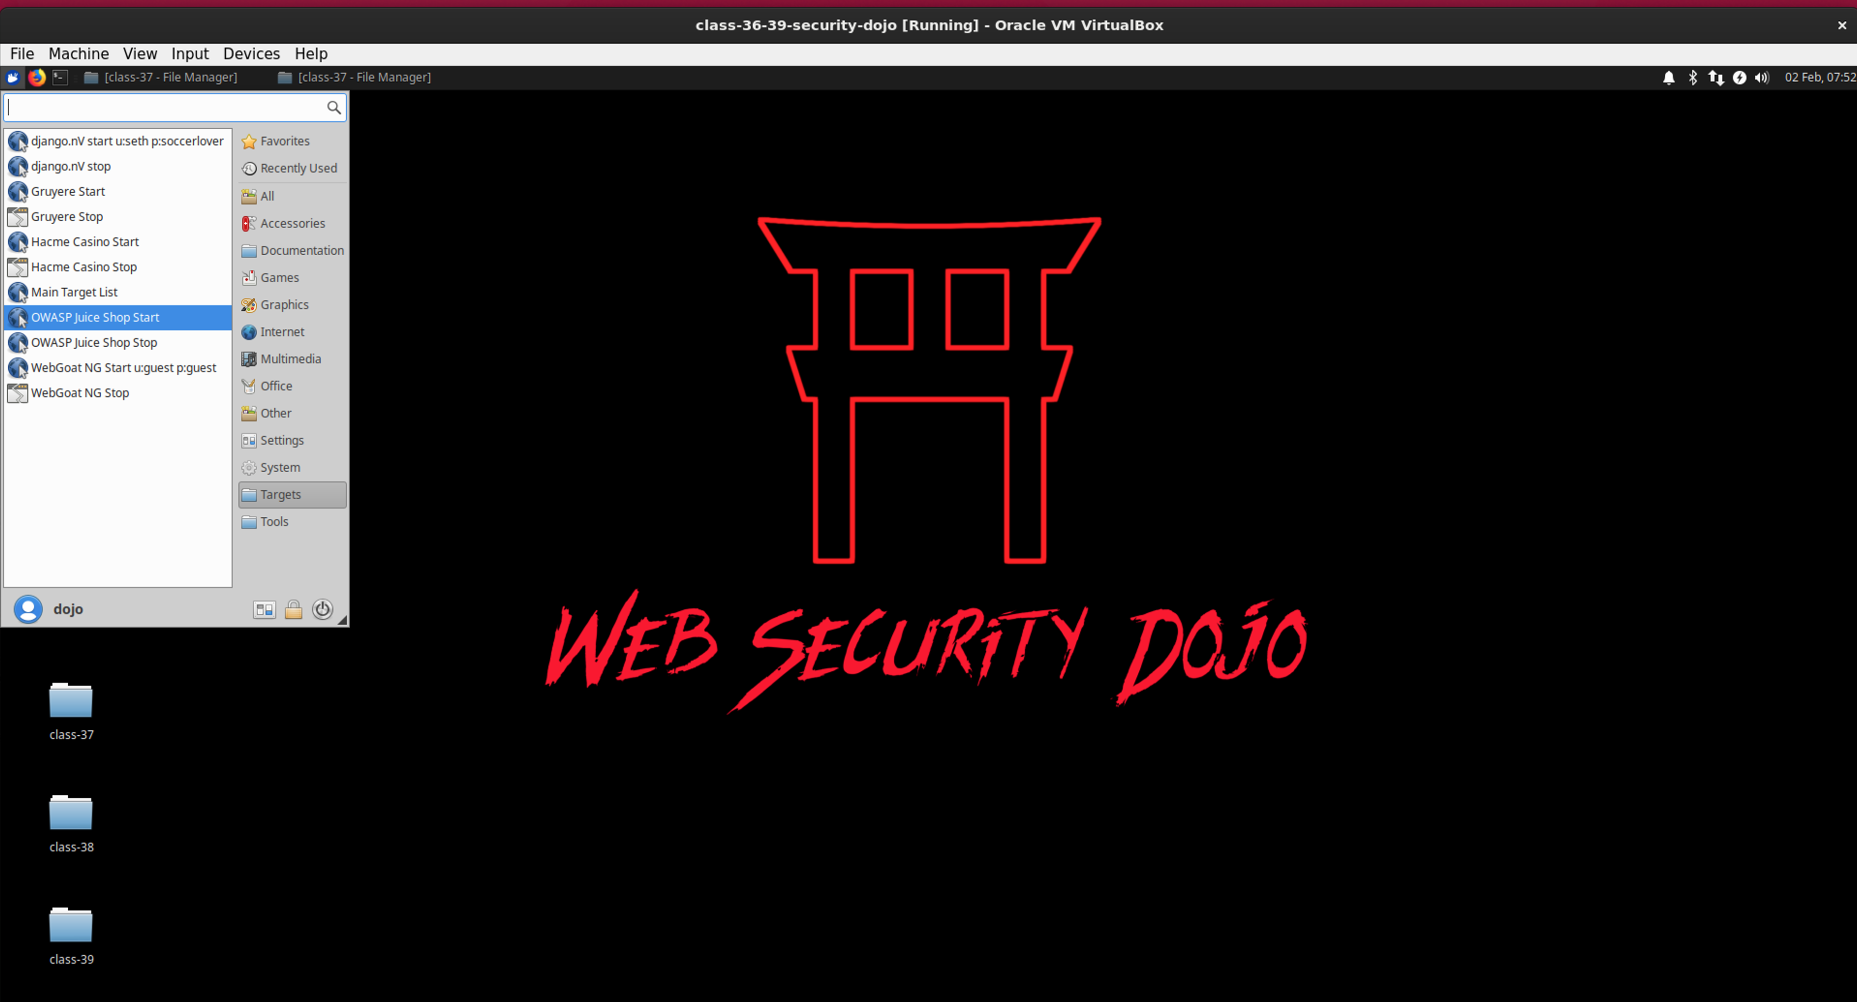 class-36-39-security-dojo [Running] - Oracle VM VirtualBox
File Machine View Input Devices Help
[class-37 - File Manager] [class-37 - File Manager] 02 Feb, 07:52
django.nV start u:seth p:soccerlover
django.nV stop
Gruyere Start
Gruyere Stop
Hacme Casino Start
Hacme Casino Stop
Main Target List
OWASP Juice Shop Start
OWASP Juice Shop Stop
WebGoat NG Start u:guest p:guest
WebGoat NG Stop
Favorites
Recently Used
All
Accessories
Documentation
Games
Graphics
Internet
Multimedia
Office
Other
Settings
System
Targets
Tools
dojo
Web Security Dojo
class-37
class-38
class-39